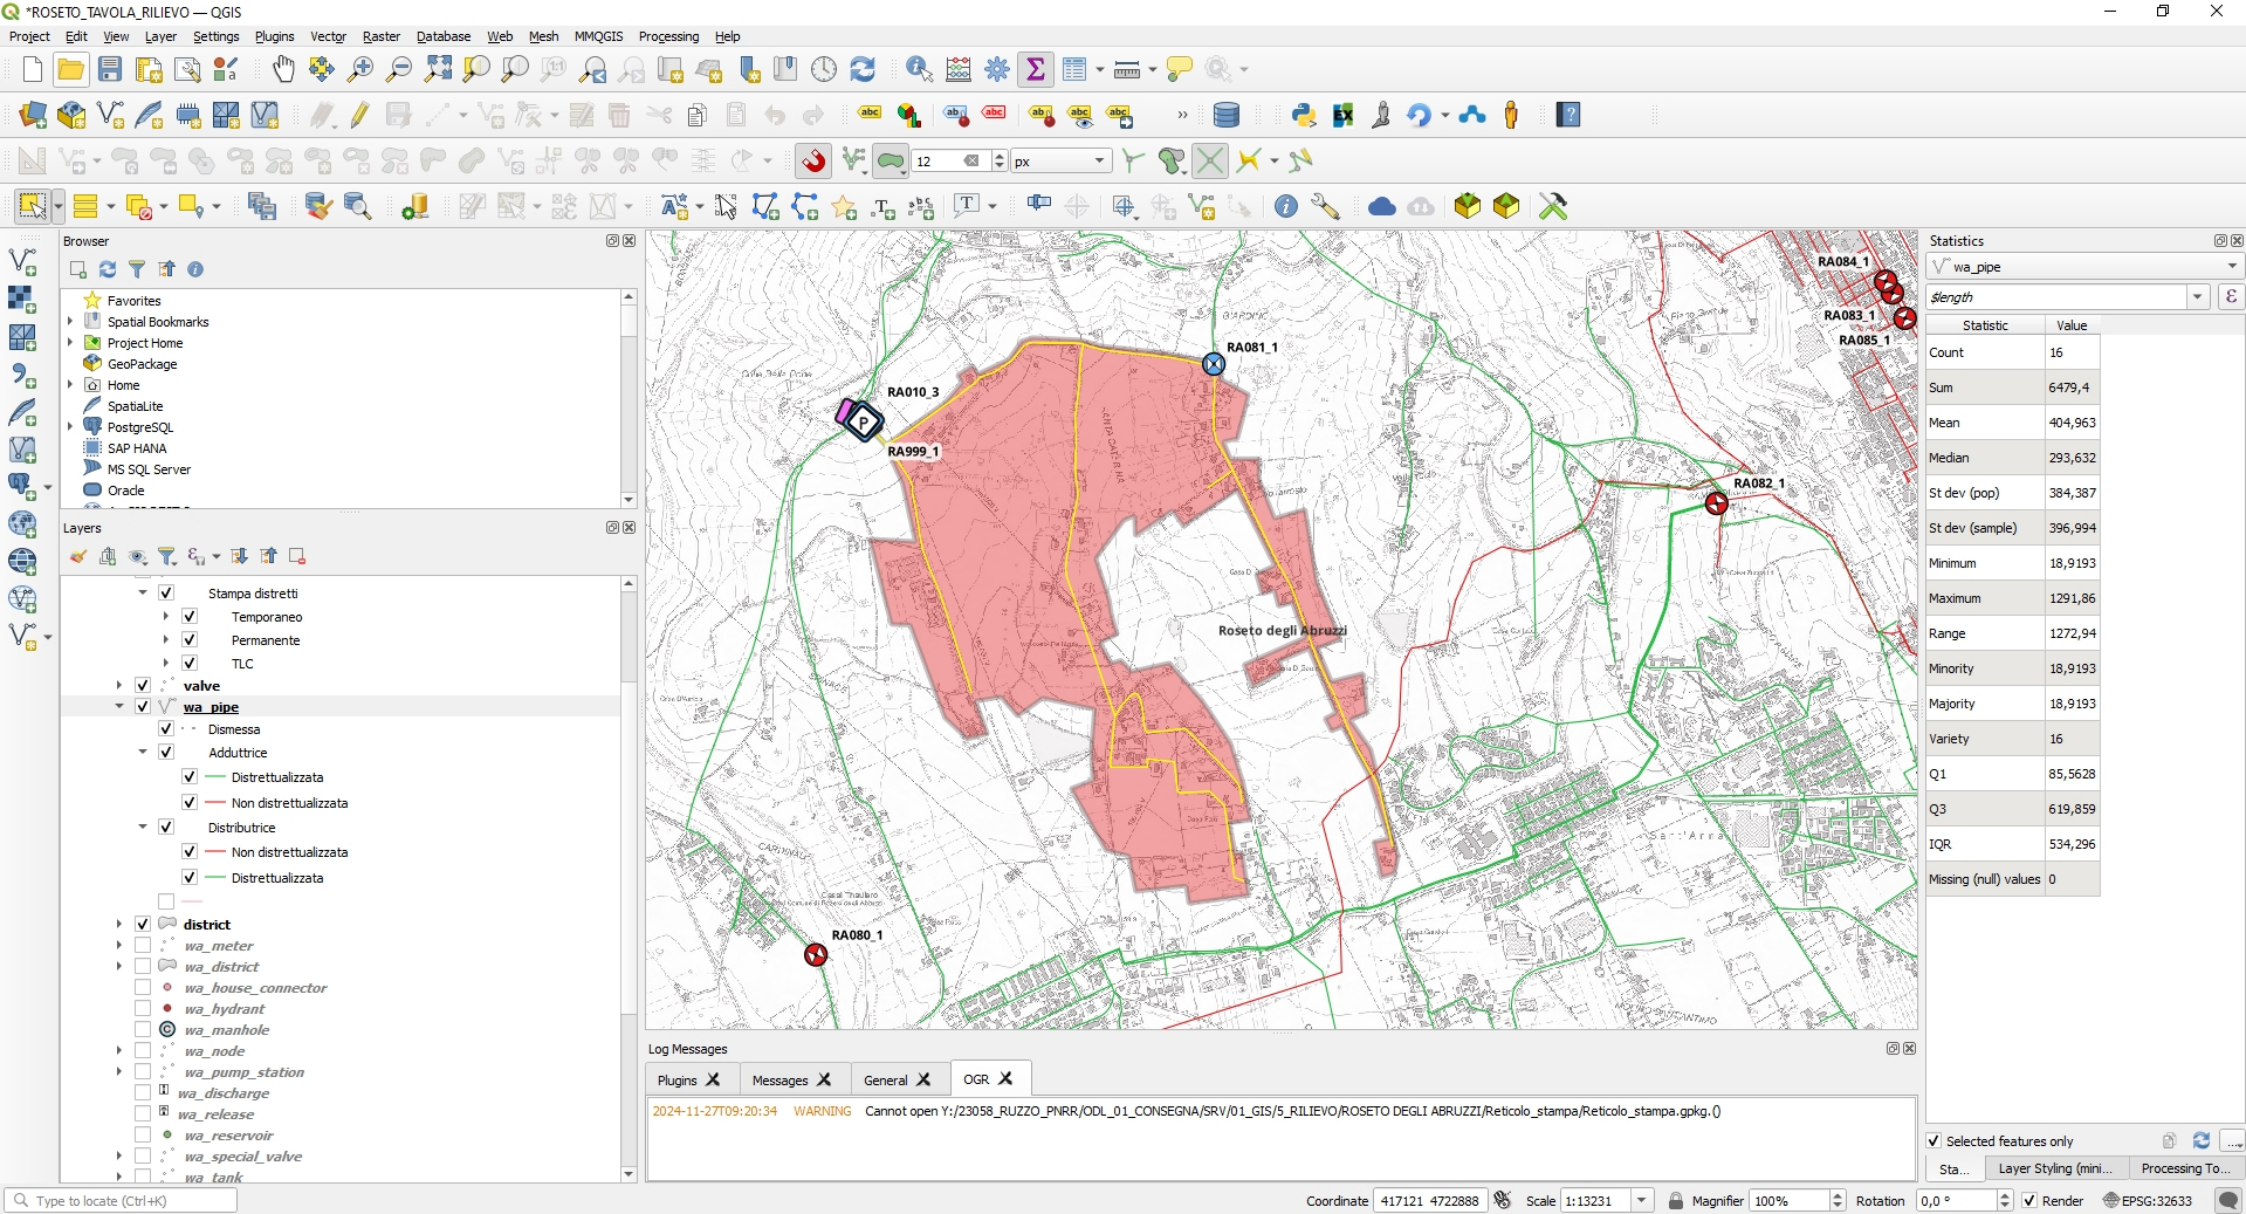 *ROSETO_TAVOLA_RILIEVO — QGIS
Project Edit View Layer Settings Plugins Vector Raster Database Web Mesh MMQGIS Processing Help
12 px
Browser
Favorites
Spatial Bookmarks
Project Home
GeoPackage
Home
SpatiaLite
PostgreSQL
SAP HANA
MS SQL Server
Oracle
Layers
Stampa distretti
Temporaneo
Permanente
TLC
valve
wa_pipe
Dismessa
Adduttrice
Distrettualizzata
Non distrettualizzata
Distributrice
Non distrettualizzata
Distrettualizzata
district
wa_meter
wa_district
wa_house_connector
wa_hydrant
wa_manhole
wa_node
wa_pump_station
wa_discharge
wa_release
wa_reservoir
wa_special_valve
wa_tank
RA084_1
RA083_1
RA085_1
RA081_1
RA010_3
P
RA999_1
RA082_1
Roseto degli Abruzzi
Sant'Anna
RA080_1
Log Messages
Plugins Messages General OGR
2024-11-27T09:20:34 WARNING Cannot open Y:/23058_RUZZO_PNRR/ODL_01_CONSEGNA/SRV/01_GIS/5_RILIEVO/ROSETO DEGLI ABRUZZI/Reticolo_stampa/Reticolo_stampa.gpkg.()
Statistics
wa_pipe
$length
Statistic Value
Count 16
Sum 6479,4
Mean 404,963
Median 293,632
St dev (pop) 384,387
St dev (sample) 396,994
Minimum 18,9193
Maximum 1291,86
Range 1272,94
Minority 18,9193
Majority 18,9193
Variety 16
Q1 85,5628
Q3 619,859
IQR 534,296
Missing (null) values 0
Selected features only
Sta... Layer Styling (mini... Processing To...
Type to locate (Ctrl+K)
Coordinate 417121 4722888 Scale 1:13231 Magnifier 100% Rotation 0,0 ° Render EPSG:32633